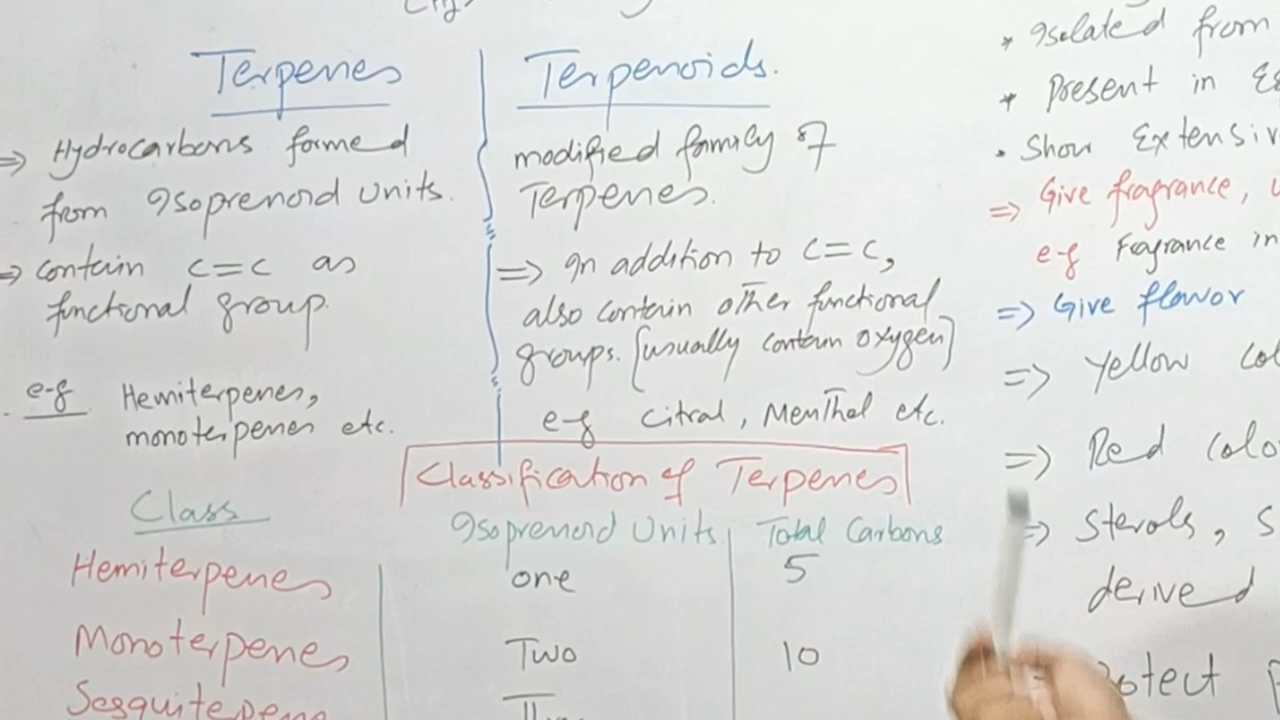 Terpenes
⇒ Hydrocarbons formed
from Isoprenoid Units.
⇒ contain C=C as
functional group.
e-g Hemiterpenes,
monoterpenes etc.
Terpenoids.
modified family of
Terpenes.
⇒ In addition to C=C,
also contain other functional
groups. [usually contain oxygen]
e-g Citral, Menthol etc.
Classification of Terpenes
Class Isoprenoid Units Total Carbons
Hemiterpenes one 5
Monoterpenes Two 10
* Isolated from
* Present in
• Show
⇒ Give fragrance,
e-g Fragrance in
⇒ Give flavor
⇒ Yellow
⇒ Red
⇒ Sterols,
derived